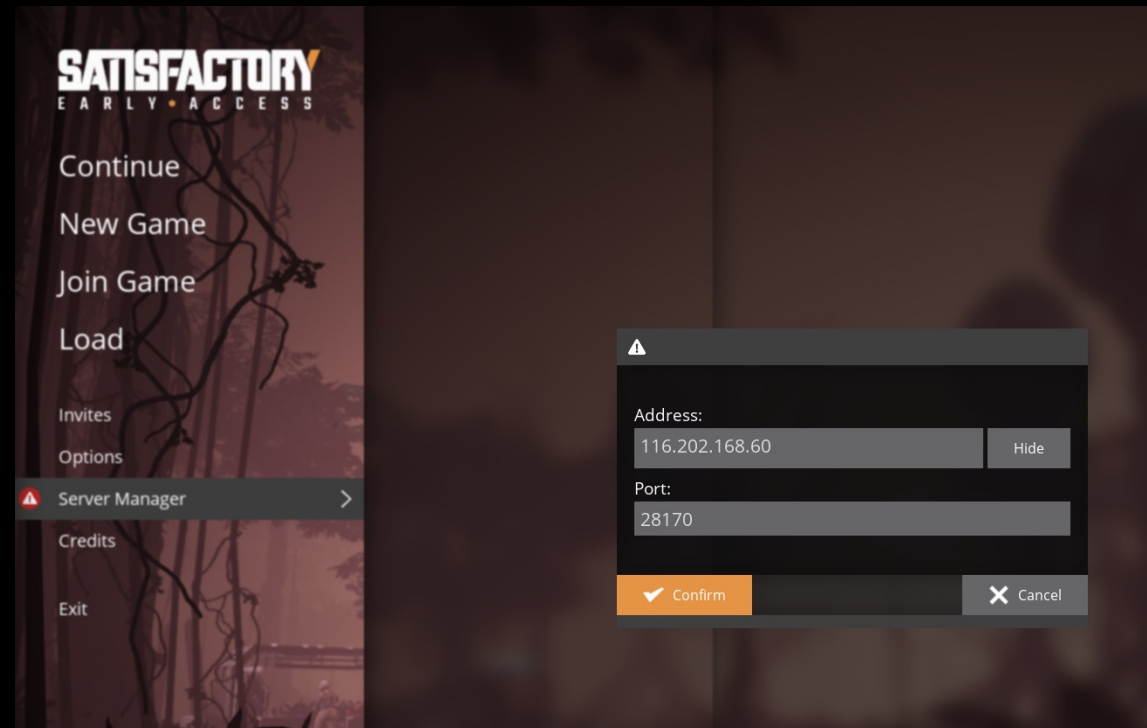 SATISFACTORY
EARLY • ACCESS
Continue
New Game
Join Game
Load
Invites
Options
Server Manager
Credits
Exit
Address:
116.202.168.60
Hide
Port:
28170
Confirm
Cancel